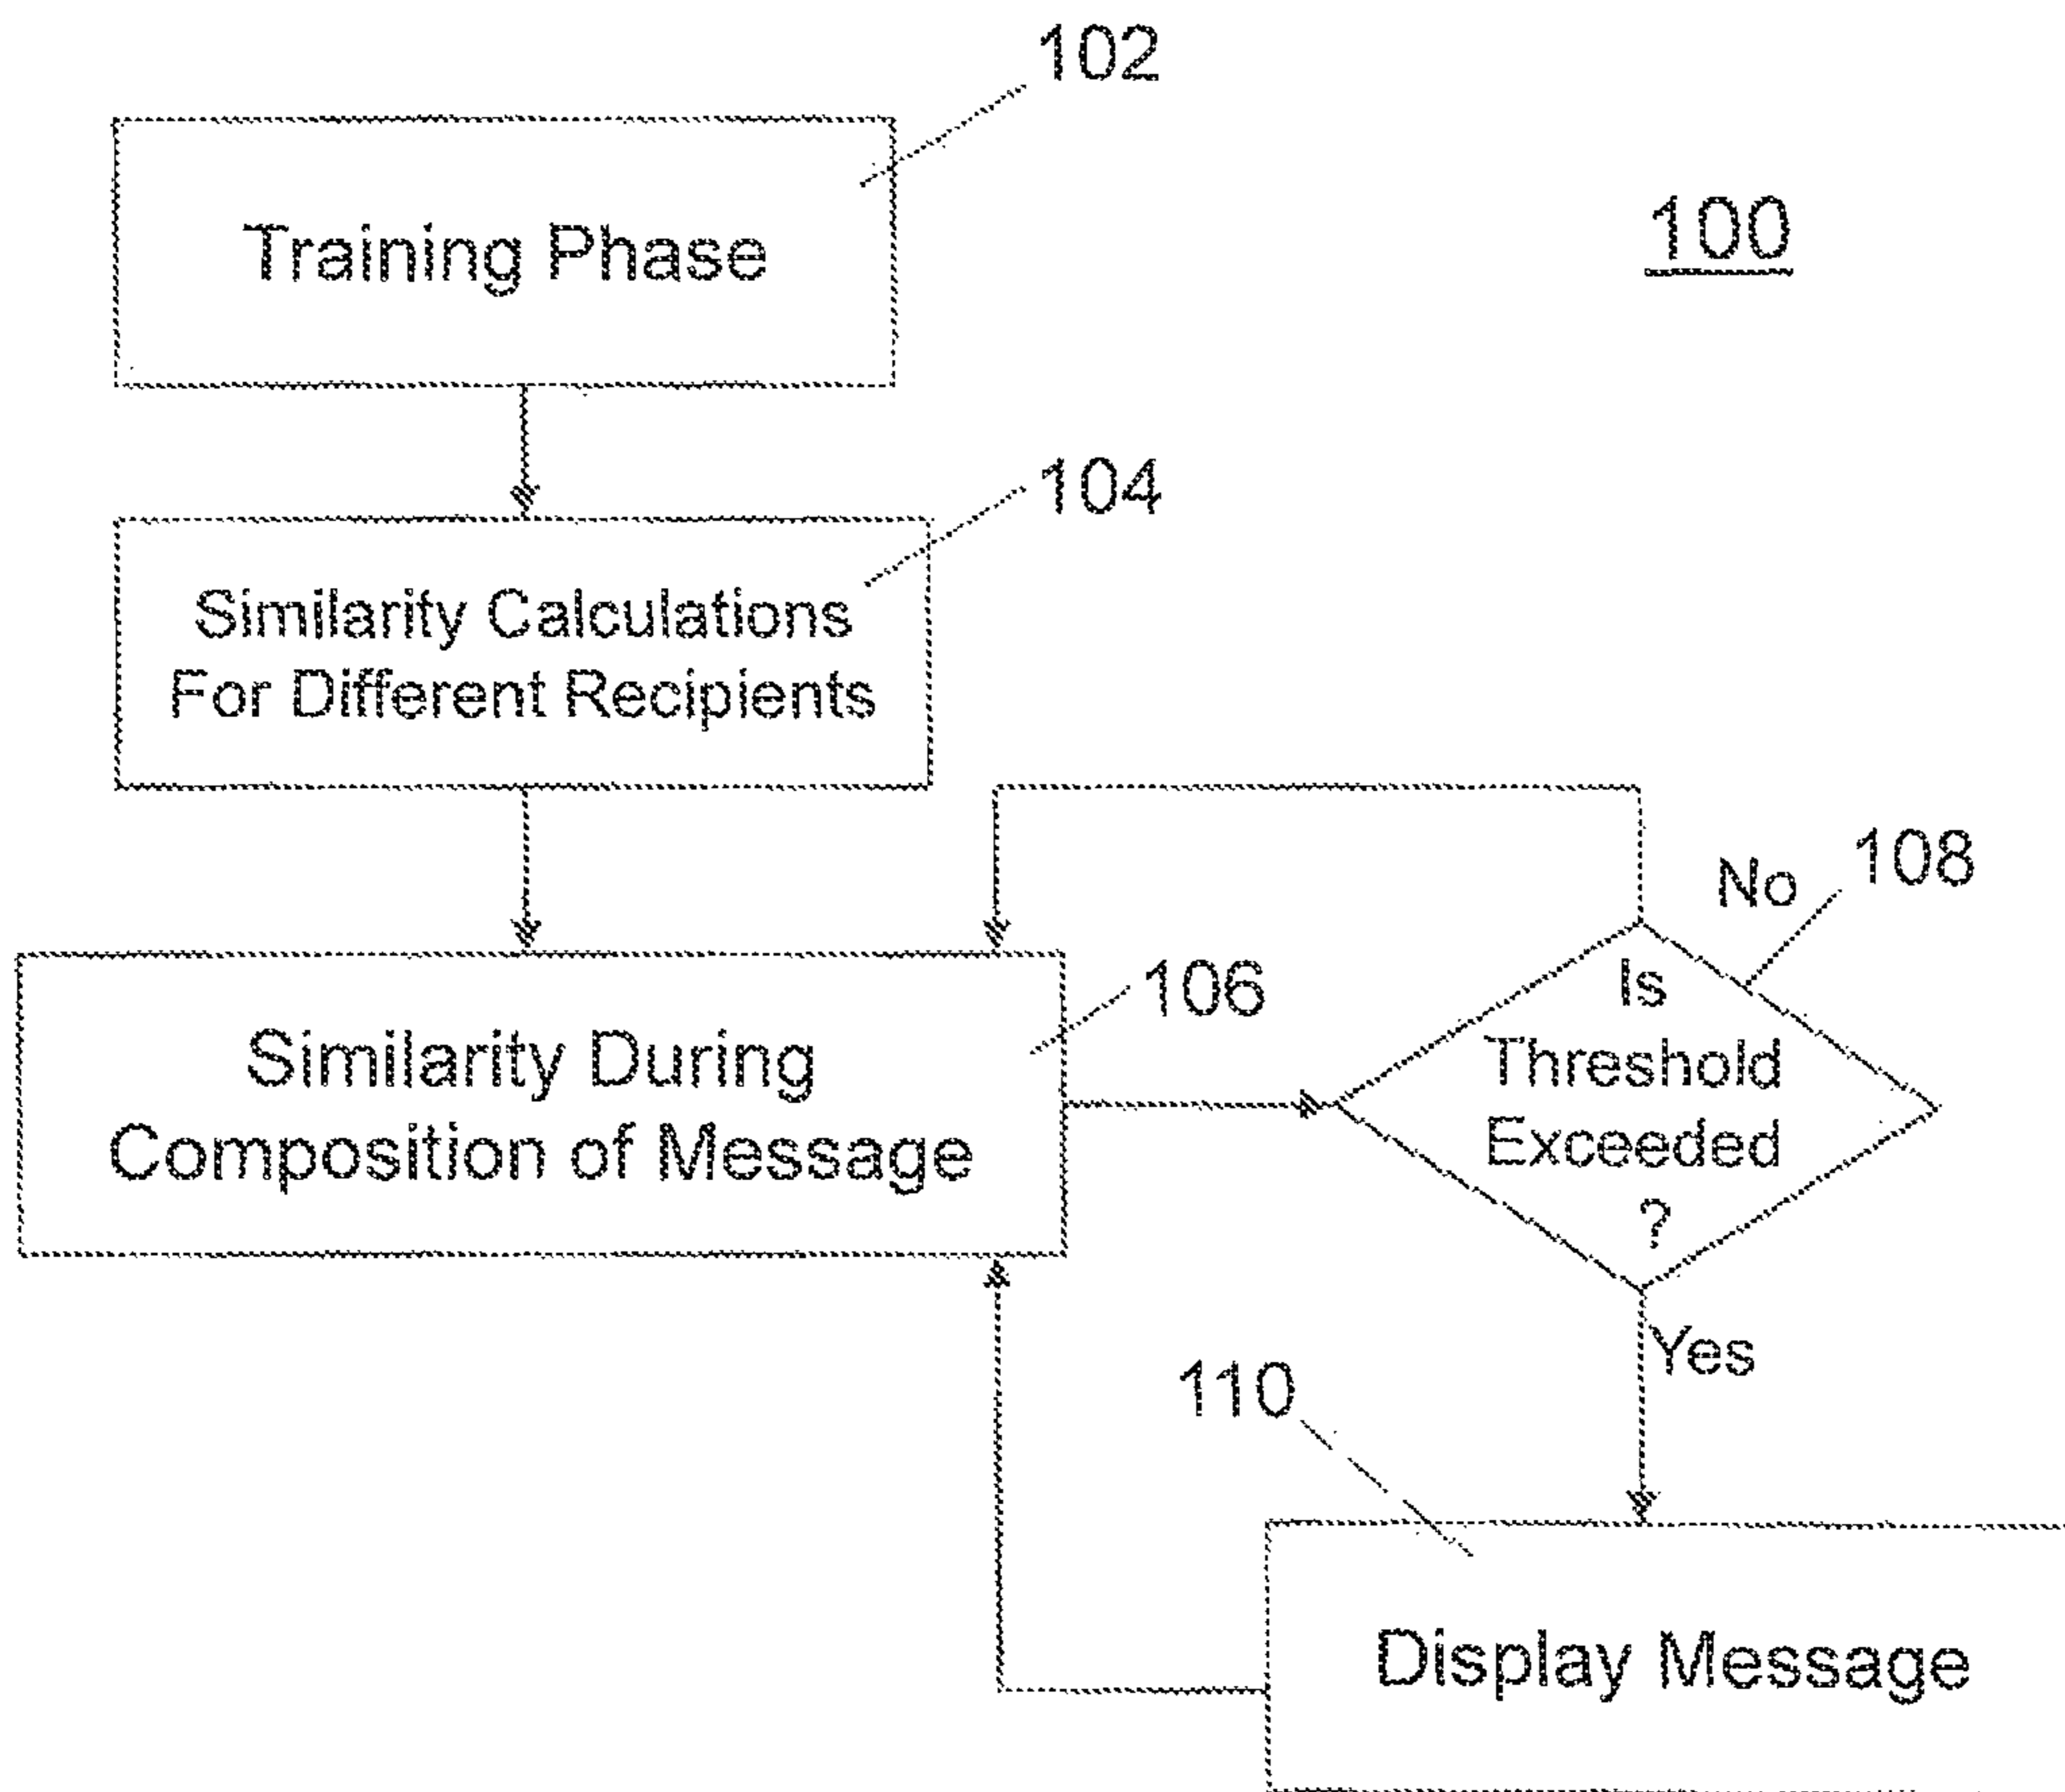 102
Training Phase
100
104
Similarity Calculations
For Different Recipients
No
108
106
Similarity During
Composition of Message
Is
Threshold
Exceeded
?
Yes
110
Display Message